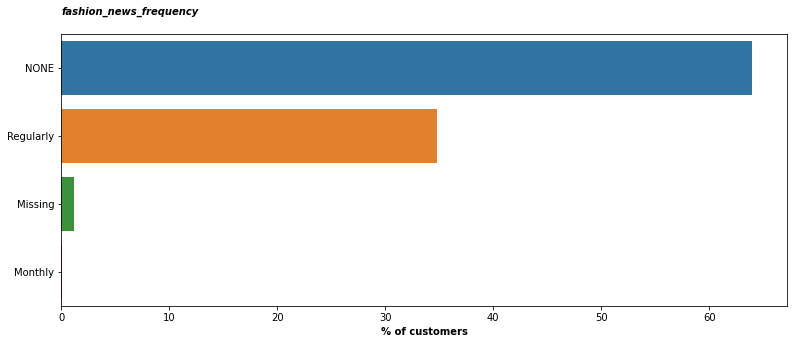 fashion_news_frequency
NONE
Regularly
Missing
Monthly
0 10 20 30 40 50 60
% of customers